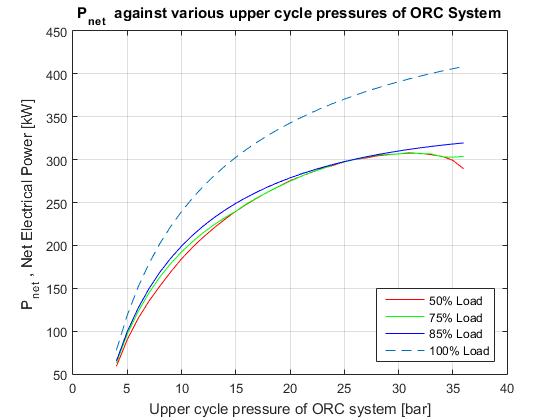 P_net against various upper cycle pressures of ORC System
450
400
350
300
250
200
150
100
50
0
5
10
15
20
25
30
35
40
P_net , Net Electrical Power [kW]
Upper cycle pressure of ORC system [bar]
50% Load
75% Load
85% Load
100% Load